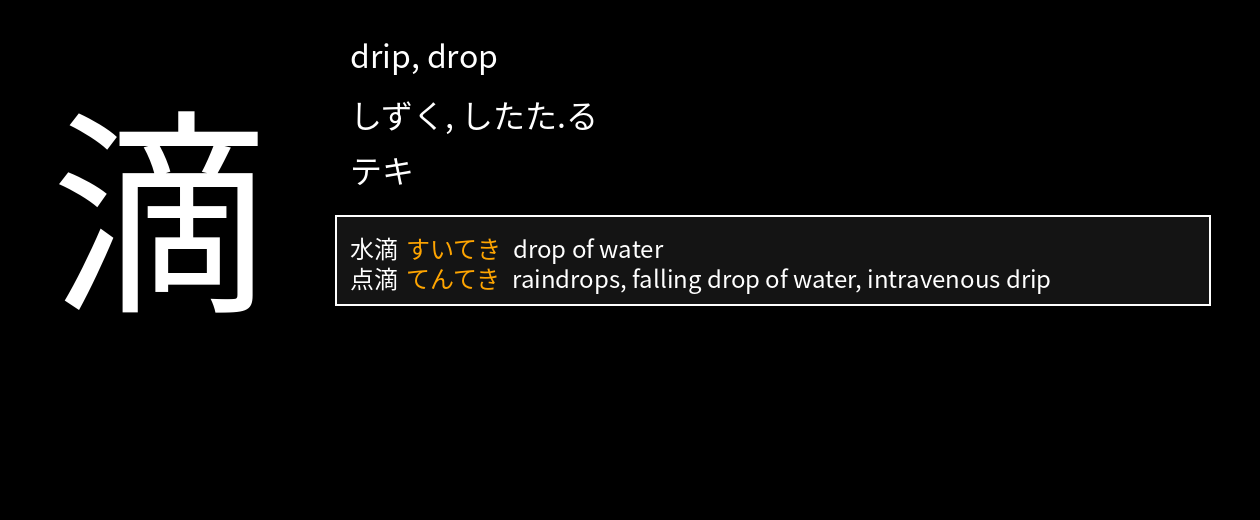 滴
drip, drop
しずく, したた.る
テキ
水滴 すいてき drop of water
点滴 てんてき raindrops, falling drop of water, intravenous drip